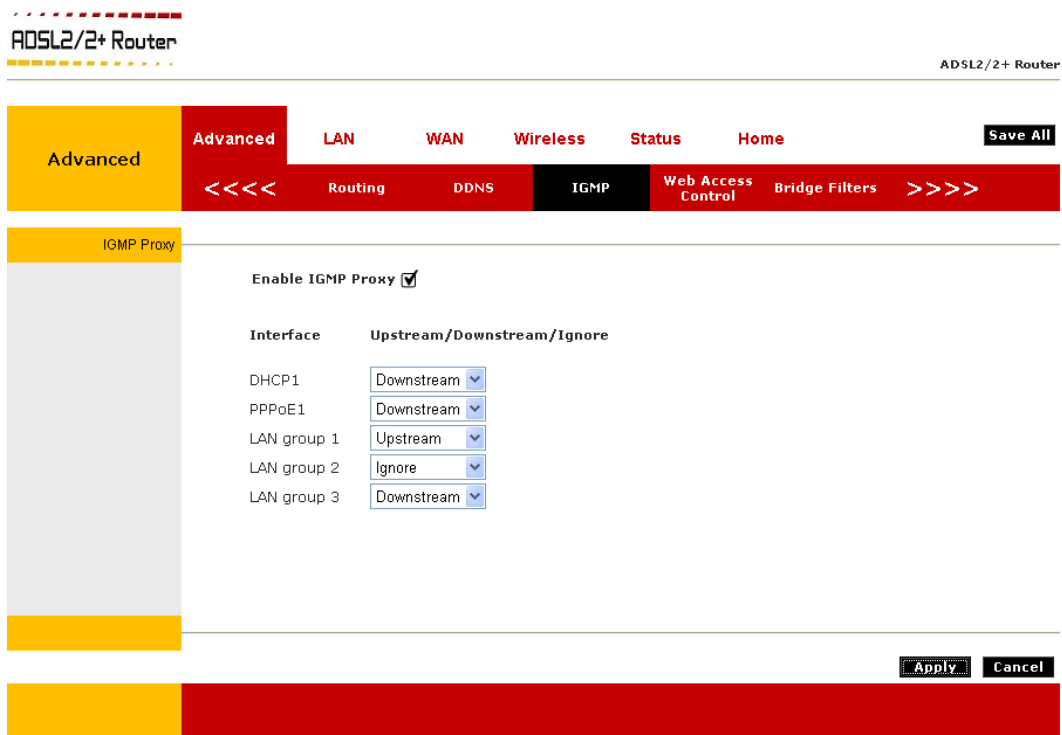 ADSL2/2+ Router
ADSL2/2+ Router
Advanced
Advanced LAN WAN Wireless Status Home Save All
<<<< Routing DDNS IGMP Web Access Control Bridge Filters >>>>
IGMP Proxy
Enable IGMP Proxy
Interface Upstream/Downstream/Ignore
DHCP1 Downstream
PPPoE1 Downstream
LAN group 1 Upstream
LAN group 2 Ignore
LAN group 3 Downstream
Apply Cancel